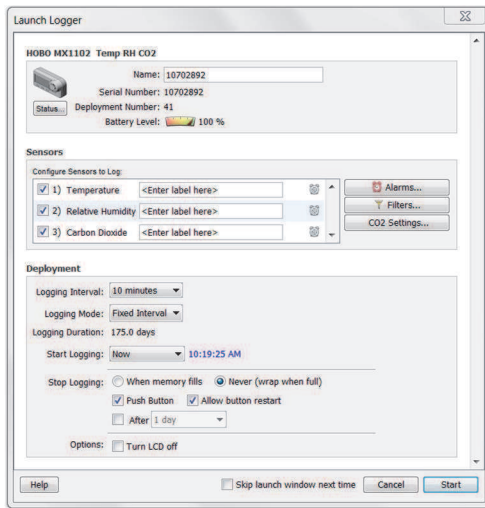 Launch Logger
HOBO MX1102 Temp RH CO2
Name: 10702892
Serial Number: 10702892
Status... Deployment Number: 41
Battery Level: 100 %
Sensors
Configure Sensors to Log:
1) Temperature <Enter label here>
Alarms...
2) Relative Humidity <Enter label here>
Filters...
3) Carbon Dioxide <Enter label here>
CO2 Settings...
Deployment
Logging Interval: 10 minutes
Logging Mode: Fixed Interval
Logging Duration: 175.0 days
Start Logging: Now 10:19:25 AM
Stop Logging: When memory fills Never (wrap when full)
Push Button Allow button restart
After 1 day
Options: Turn LCD off
Help Skip launch window next time Cancel Start